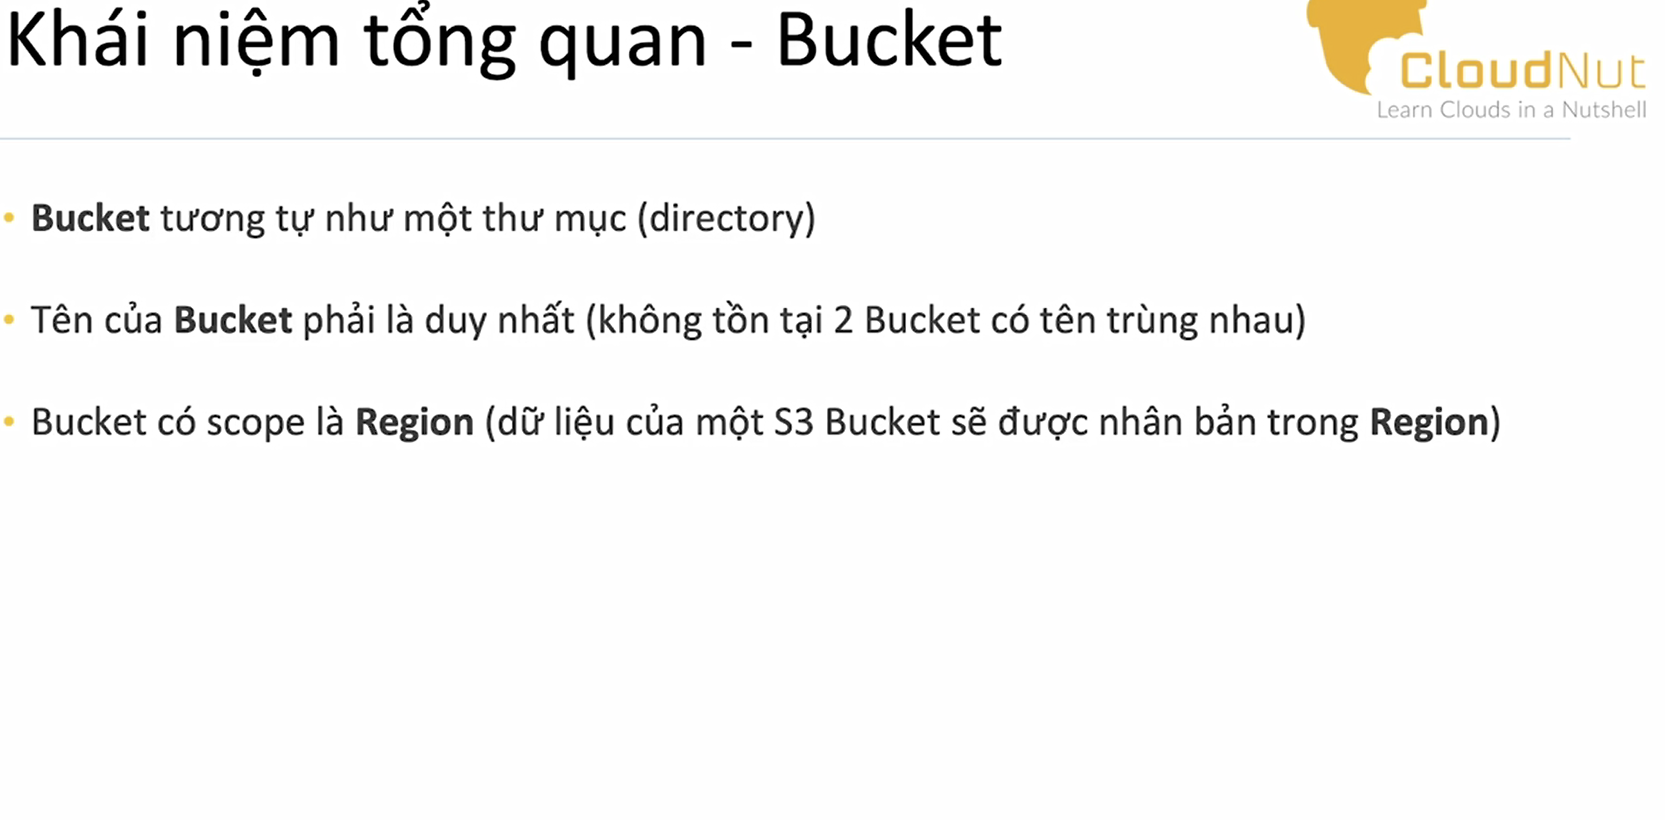 Khái niệm tổng quan - Bucket
CloudNut
Learn Clouds in a Nutshell
• Bucket tương tự như một thư mục (directory)
• Tên của Bucket phải là duy nhất (không tồn tại 2 Bucket có tên trùng nhau)
• Bucket có scope là Region (dữ liệu của một S3 Bucket sẽ được nhân bản trong Region)